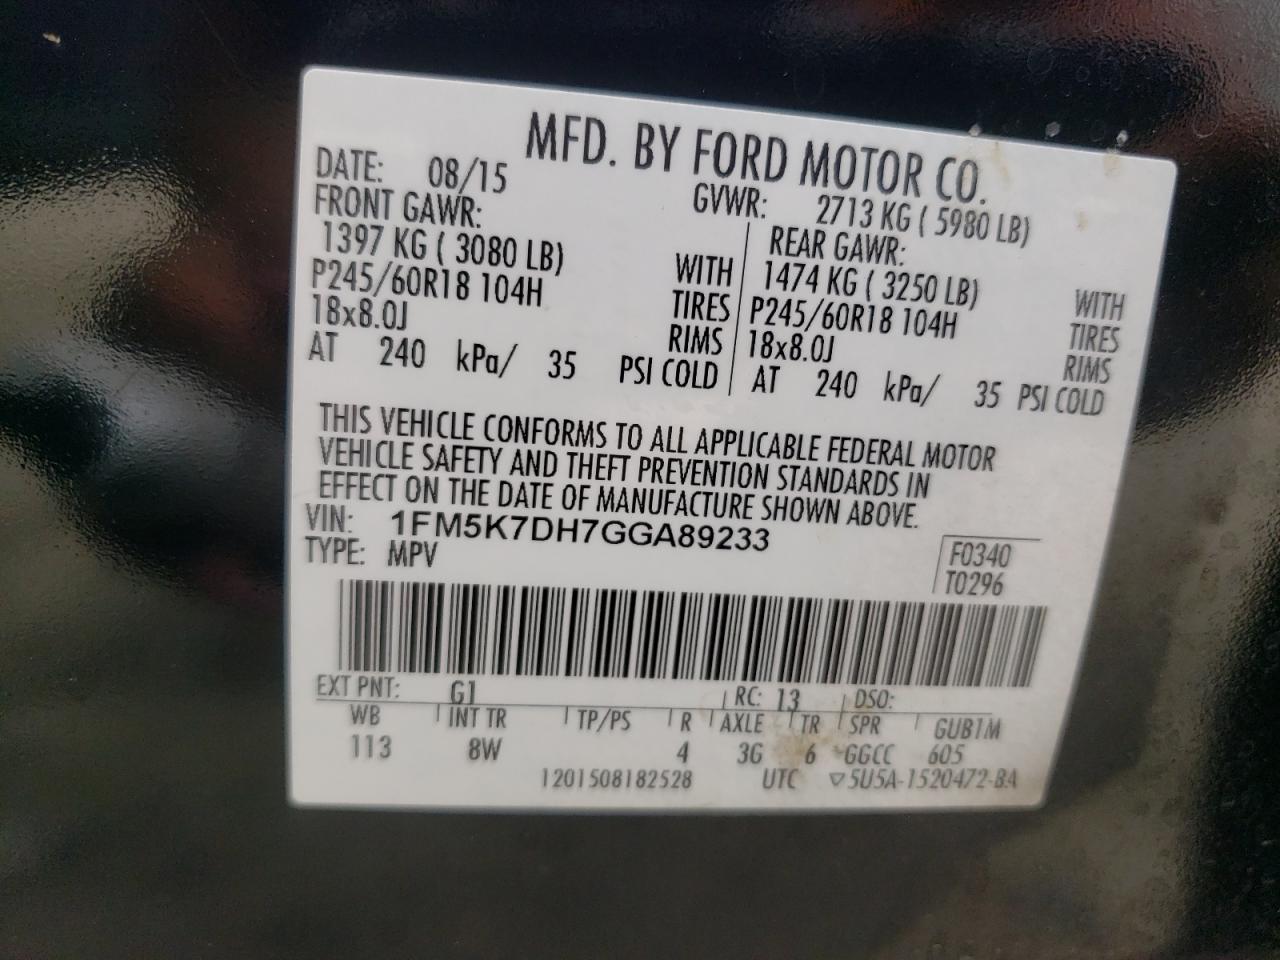 MFD. BY FORD MOTOR CO.
DATE: 08/15 GVWR: 2713 KG ( 5980 LB)
FRONT GAWR: REAR GAWR:
1397 KG ( 3080 LB) WITH 1474 KG ( 3250 LB) WITH
P245/60R18 104H TIRES P245/60R18 104H TIRES
18x8.0J RIMS 18x8.0J RIMS
AT 240 kPa/ 35 PSI COLD AT 240 kPa/ 35 PSI COLD
THIS VEHICLE CONFORMS TO ALL APPLICABLE FEDERAL MOTOR
VEHICLE SAFETY AND THEFT PREVENTION STANDARDS IN
EFFECT ON THE DATE OF MANUFACTURE SHOWN ABOVE.
VIN: 1FM5K7DH7GGA89233
TYPE: MPV F0340
T0296
EXT PNT: G1 RC: 13 DSO:
WB INT TR TP/PS R AXLE TR SPR GUB1M
113 8W 4 3G 6 GGCC 605
1201508182528 UTC ▽5U5A-1520472-BA